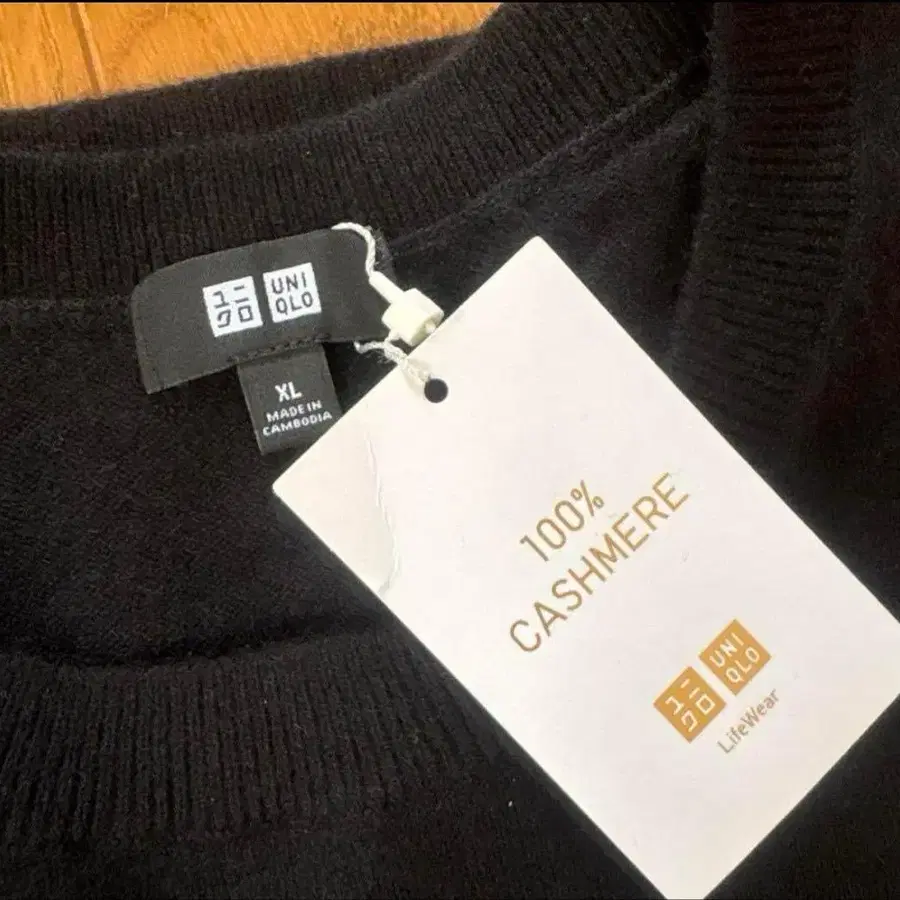 ユニ UNI
クロ QLO
XL
MADE IN
CAMBODIA
100%
CASHMERE
ユニ UNI
クロ QLO
LifeWear